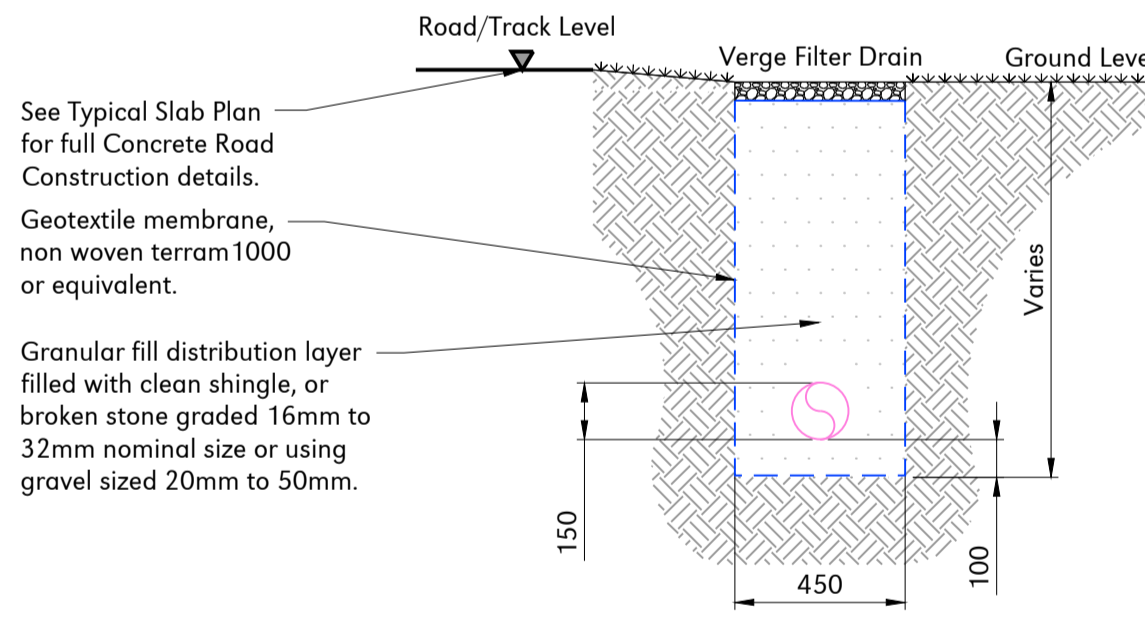 Road/Track Level
Verge Filter Drain
Ground Leve
See Typical Slab Plan
for full Concrete Road
Construction details.
Geotextile membrane,
non woven terram1000
or equivalent.
Granular fill distribution layer
filled with clean shingle, or
broken stone graded 16mm to
32mm nominal size or using
gravel sized 20mm to 50mm.
Varies
150
100
450